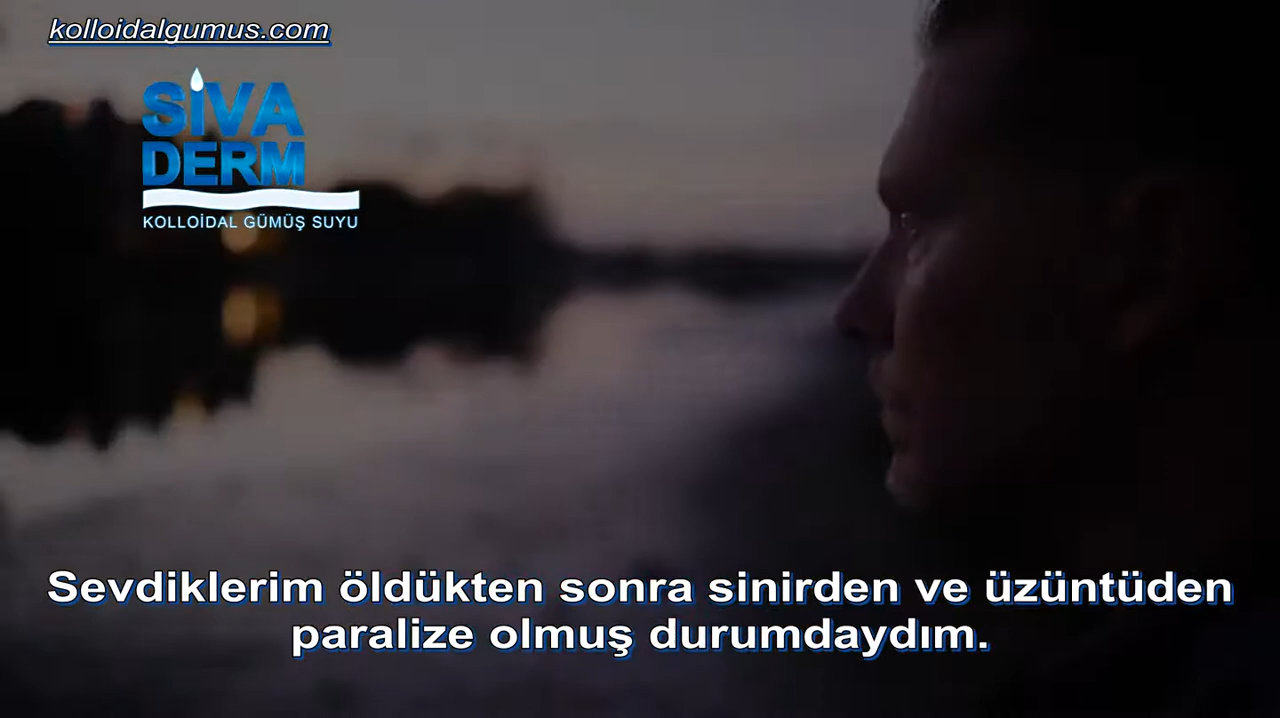 kolloidalgumus.com
SiVA
DERM
KOLLOİDAL GÜMÜŞ SUYU
Sevdiklerim öldükten sonra sinirden ve üzüntüden
paralize olmuş durumdaydım.